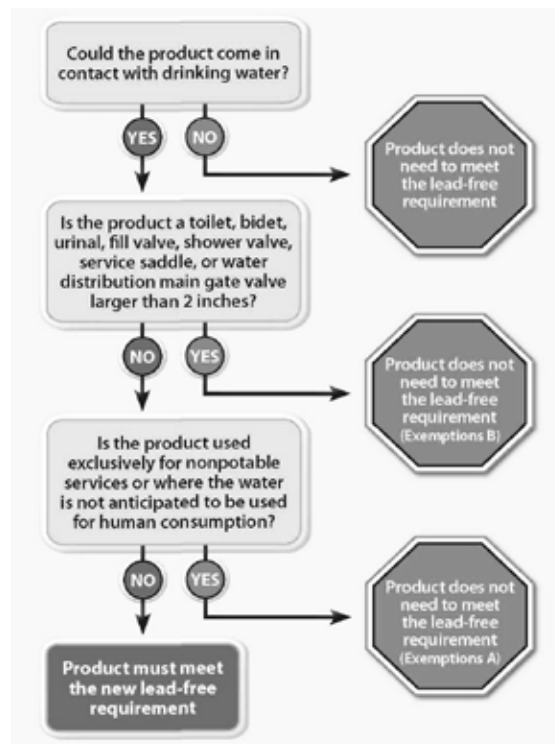 Could the product come in
contact with drinking water?
YES
NO
Product does not
need to meet
the lead-free
requirement
Is the product a toilet, bidet,
urinal, fill valve, shower valve,
service saddle, or water
distribution main gate valve
larger than 2 inches?
NO
YES
Product does not
need to meet
the lead-free
requirement
(Exemptions B)
Is the product used
exclusively for nonpotable
services or where the water
is not anticipated to be used
for human consumption?
NO
YES
Product does not
need to meet
the lead-free
requirement
(Exemptions A)
Product must meet
the new lead-free
requirement